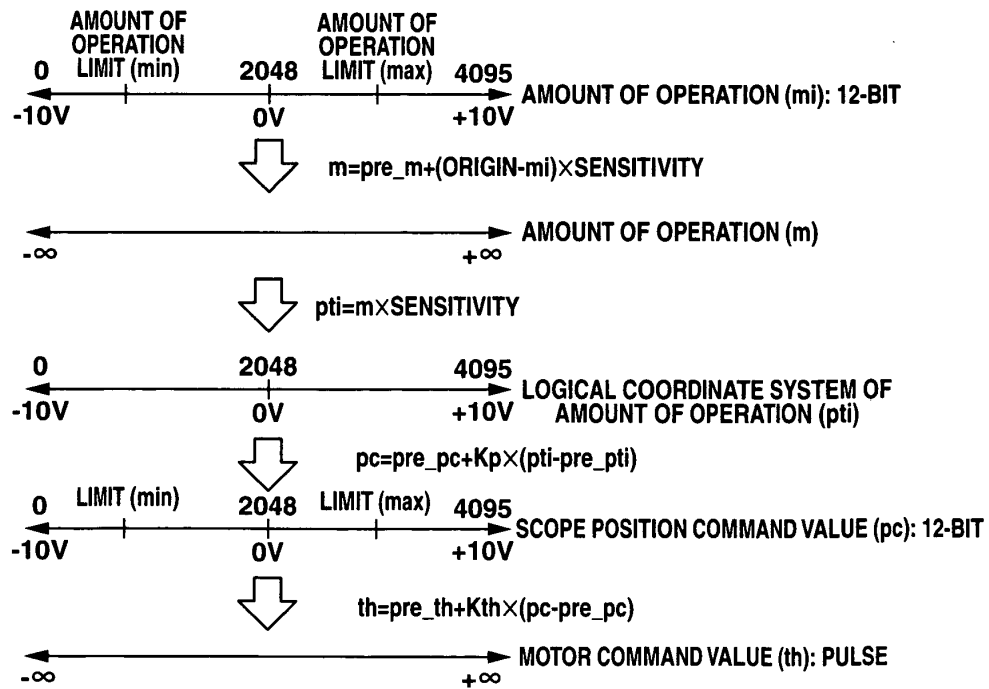 AMOUNT OF OPERATION LIMIT (min)
AMOUNT OF OPERATION LIMIT (max)
0 2048 4095
AMOUNT OF OPERATION (mi): 12-BIT
-10V 0V +10V
m=pre_m+(ORIGIN-mi)×SENSITIVITY
AMOUNT OF OPERATION (m)
-∞ +∞
pti=m×SENSITIVITY
0 2048 4095
LOGICAL COORDINATE SYSTEM OF
AMOUNT OF OPERATION (pti)
-10V 0V +10V
pc=pre_pc+Kp×(pti-pre_pti)
0 LIMIT (min) 2048 LIMIT (max) 4095
SCOPE POSITION COMMAND VALUE (pc): 12-BIT
-10V 0V +10V
th=pre_th+Kth×(pc-pre_pc)
MOTOR COMMAND VALUE (th): PULSE
-∞ +∞